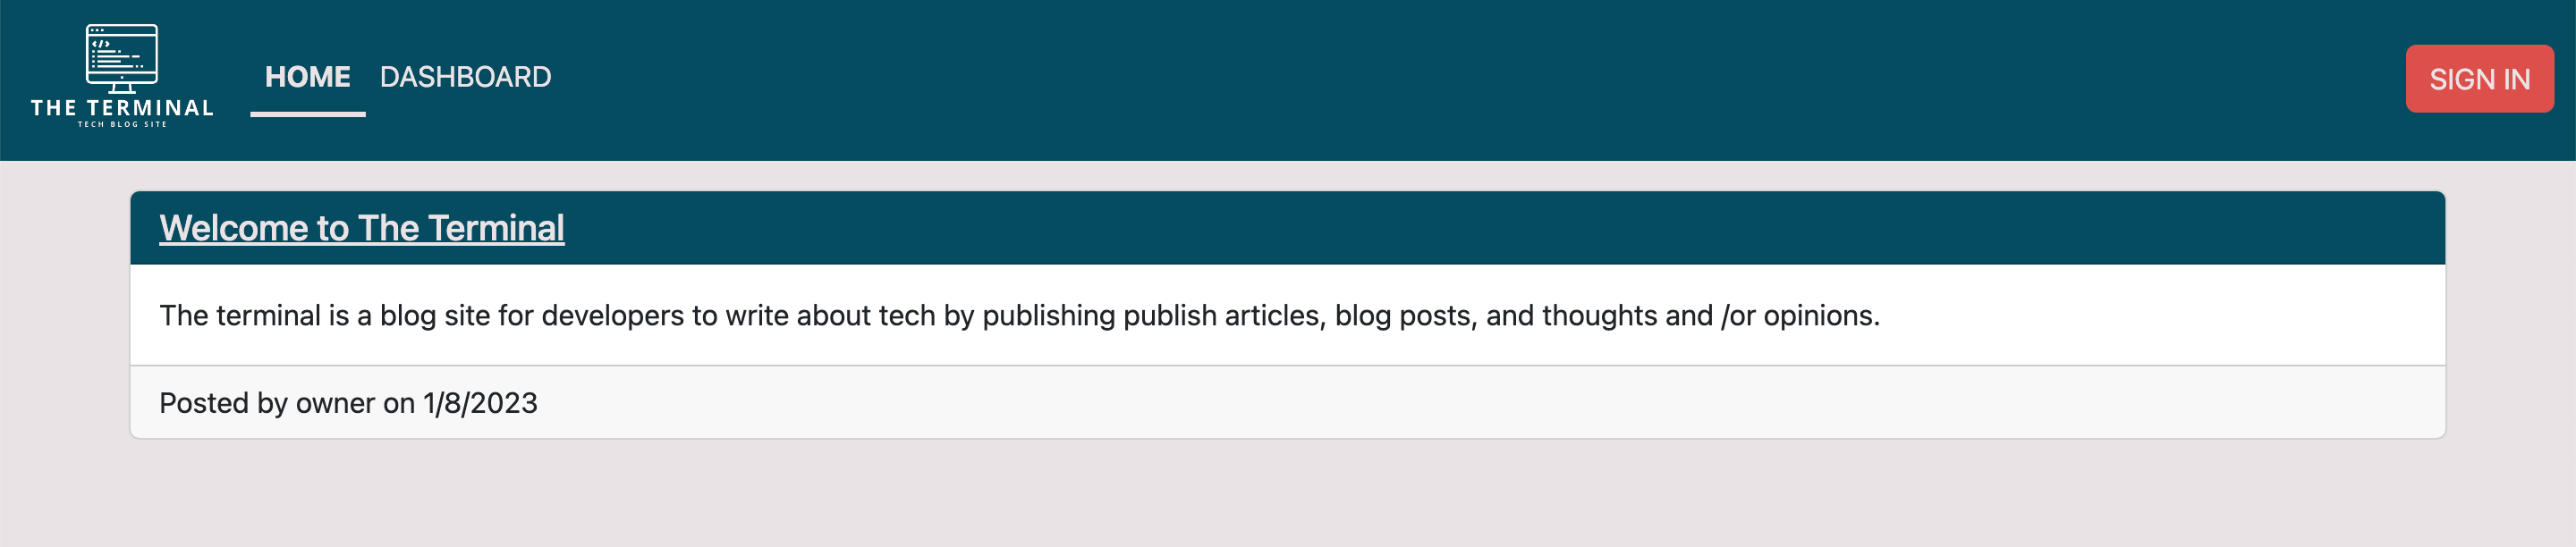 </>
THE TERMINAL
TECH BLOG SITE
HOME DASHBOARD
SIGN IN
Welcome to The Terminal
The terminal is a blog site for developers to write about tech by publishing publish articles, blog posts, and thoughts and /or opinions.
Posted by owner on 1/8/2023